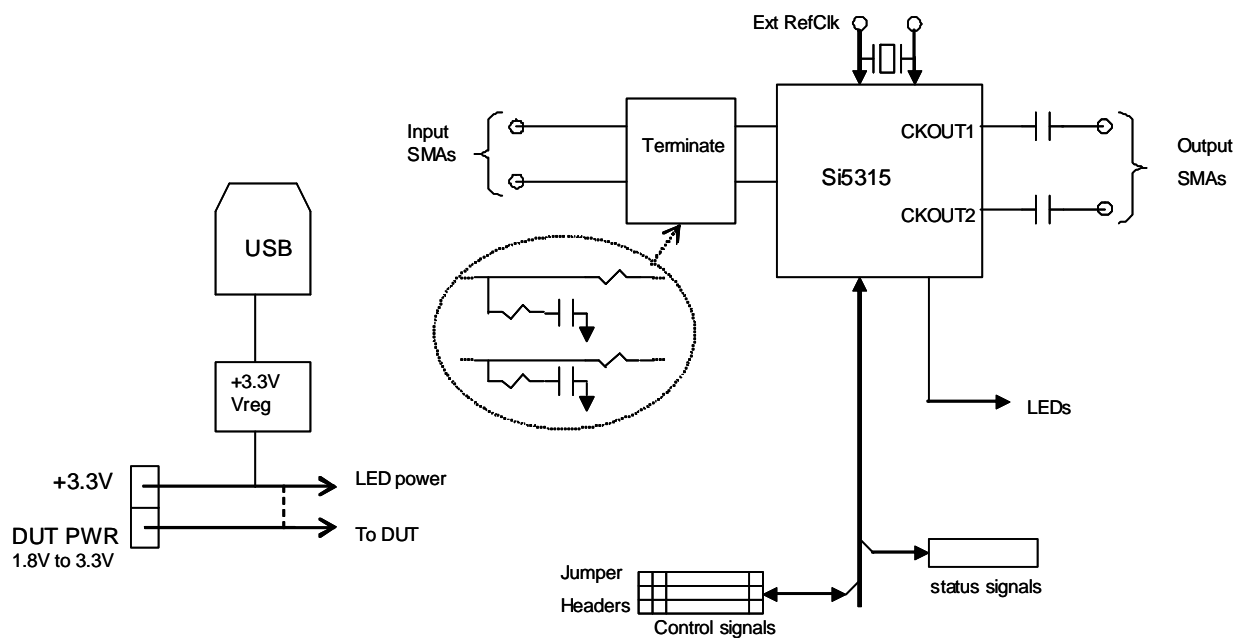 Ext RefClk
Input
SMAs
Terminate
CKOUT1
Si5315
CKOUT2
Output
SMAs
USB
+3.3V
Vreg
+3.3V
LED power
DUT PWR
1.8V to 3.3V
To DUT
LEDs
Jumper
Headers
Control signals
status signals